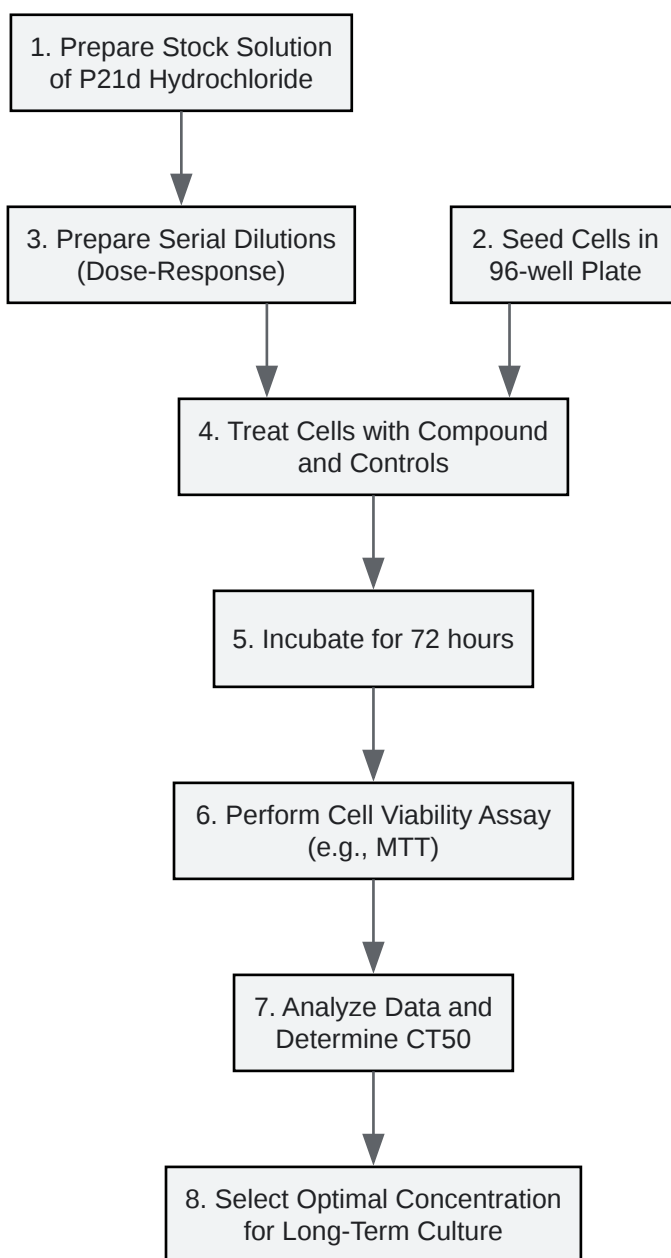 1. Prepare Stock Solution
of P21d Hydrochloride
3. Prepare Serial Dilutions
(Dose-Response)
2. Seed Cells in
96-well Plate
4. Treat Cells with Compound
and Controls
5. Incubate for 72 hours
6. Perform Cell Viability Assay
(e.g., MTT)
7. Analyze Data and
Determine CT50
8. Select Optimal Concentration
for Long-Term Culture